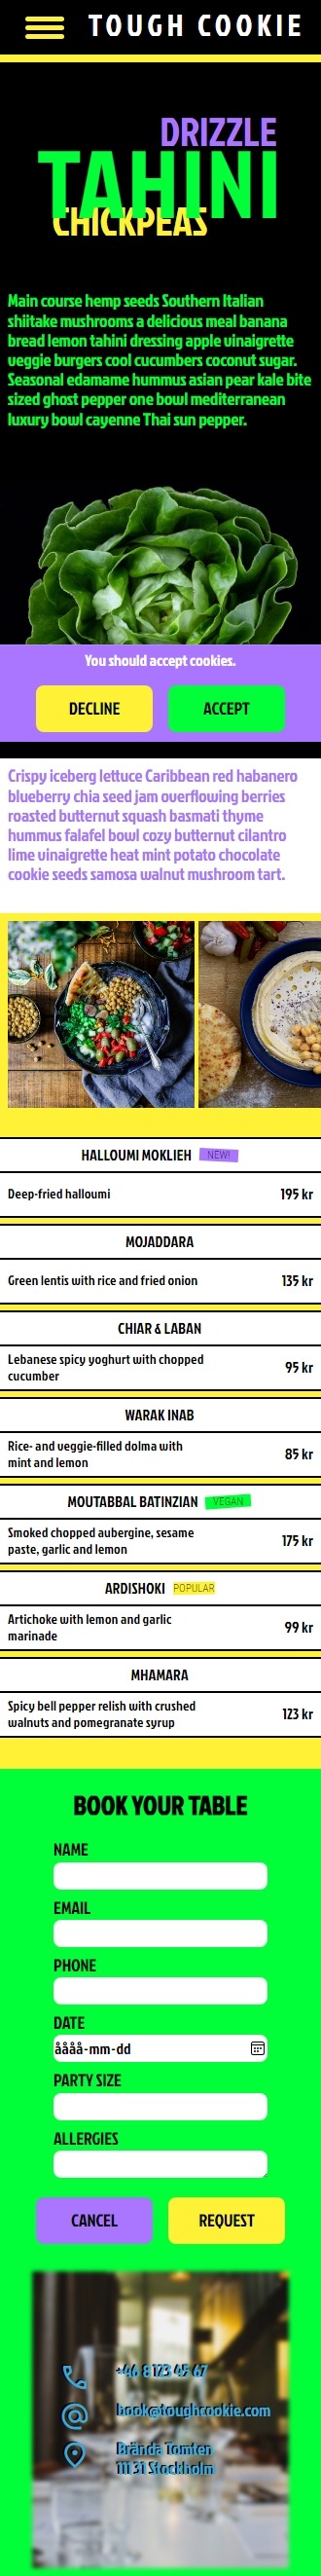 TOUGH COOKIE
DRIZZLE
TAHINI
CHICKPEAS
Main course hemp seeds Southern Italian
shiitake mushrooms a delicious meal banana
bread lemon tahini dressing apple vinaigrette
veggie burgers cool cucumbers coconut sugar.
Seasonal edamame hummus asian pear kale bite
sized ghost pepper one bowl mediterranean
luxury bowl cayenne Thai sun pepper.
You should accept cookies.
DECLINE ACCEPT
Crispy iceberg lettuce Caribbean red habanero
blueberry chia seed jam overflowing berries
roasted butternut squash basmati thyme
hummus falafel bowl cozy butternut cilantro
lime vinaigrette heat mint potato chocolate
cookie seeds samosa walnut mushroom tart.
HALLOUMI MOKLIEH NEW!
Deep-fried halloumi 195 kr
MOJADDARA
Green lentis with rice and fried onion 135 kr
CHIAR & LABAN
Lebanese spicy yoghurt with chopped
cucumber 95 kr
WARAK INAB
Rice- and veggie-filled dolma with
mint and lemon 85 kr
MOUTABBAL BATINZIAN VEGAN
Smoked chopped aubergine, sesame
paste, garlic and lemon 175 kr
ARDISHOKI POPULAR
Artichoke with lemon and garlic
marinade 99 kr
MHAMARA
Spicy bell pepper relish with crushed
walnuts and pomegranate syrup 123 kr
BOOK YOUR TABLE
NAME
EMAIL
PHONE
DATE
åååå-mm-dd
PARTY SIZE
ALLERGIES
CANCEL REQUEST
+46 8 123 45 67
book@toughcookie.com
Brända Tomten
111 31 Stockholm